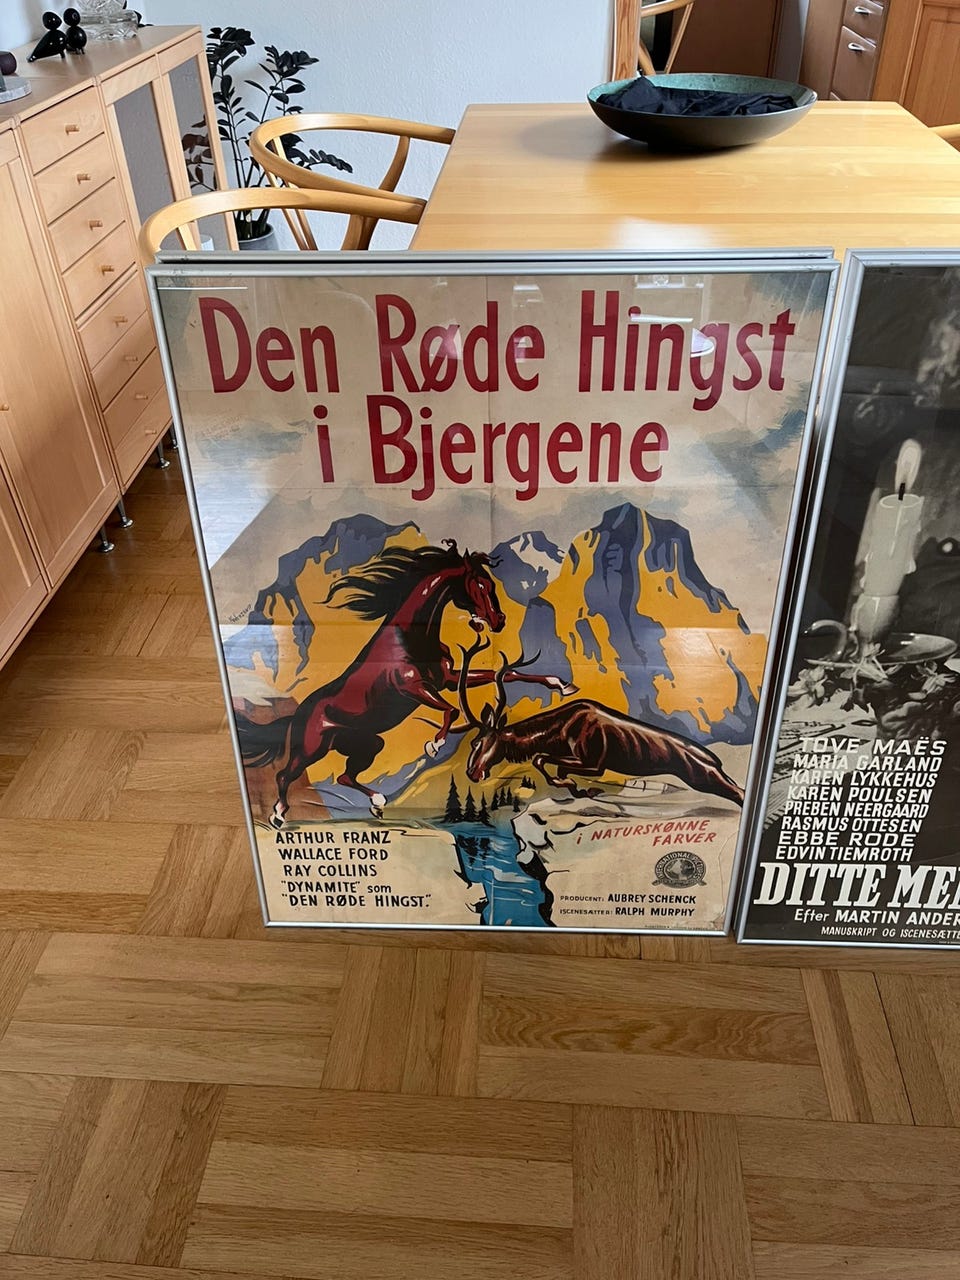 Den Røde Hingst
i Bjergene
i NATURSKØNNE
FARVER
ARTHUR FRANZ
WALLACE FORD
RAY COLLINS
"DYNAMITE" som
"DEN RØDE HINGST."
PRODUCENT: AUBREY SCHENCK
ISCENESÆTTER: RALPH MURPHY
TOVE MAËS
MARIA GARLAND
KAREN LYKKEHUS
KAREN POULSEN
PREBEN NEERGAARD
RASMUS OTTESEN
EBBE RODE
EDVIN TIEMROTH
DITTE ME
Efter MARTIN ANDER
MANUSKRIPT OG ISCENESÆTTE